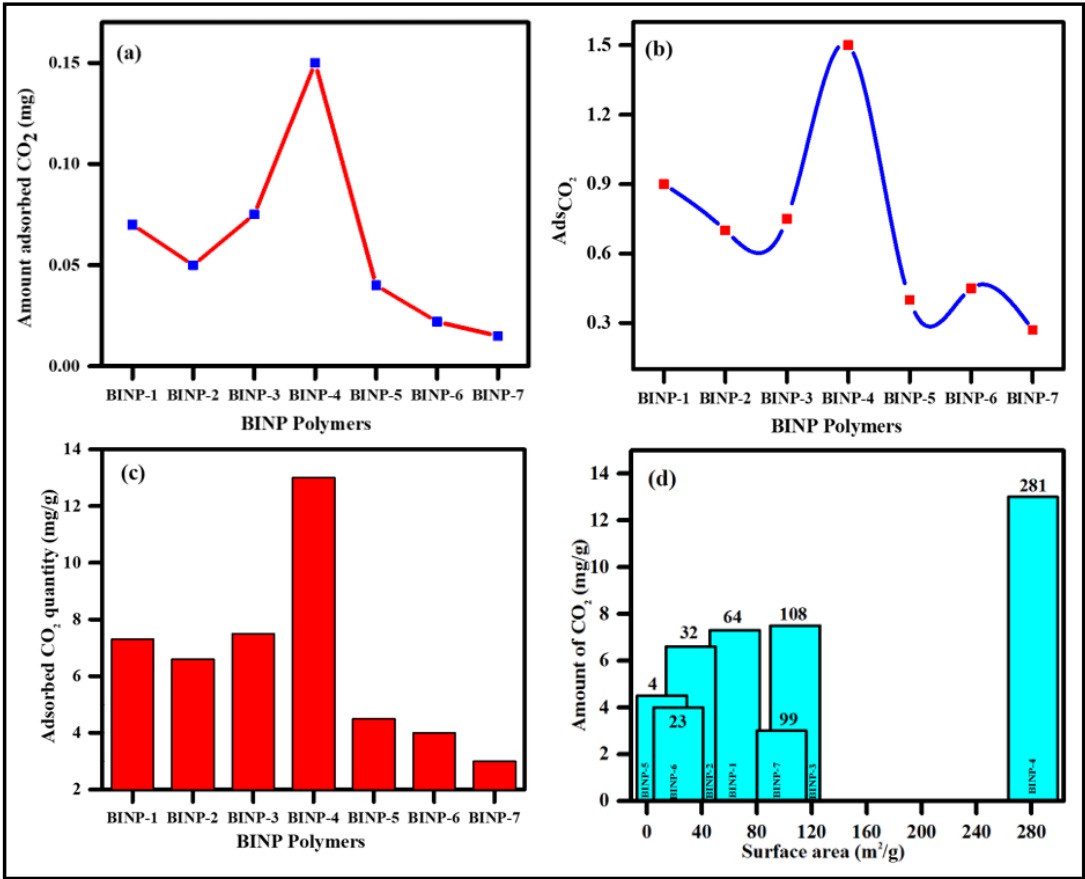 (a)
Amount adsorbed CO₂ (mg)
0.15
0.10
0.05
0.00
BINP-1 BINP-2 BINP-3 BINP-4 BINP-5 BINP-6 BINP-7
BINP Polymers
(b)
AdsCO₂
1.5
1.2
0.9
0.6
0.3
BINP-1 BINP-2 BINP-3 BINP-4 BINP-5 BINP-6 BINP-7
BINP Polymers
(c)
Adsorbed CO₂ quantity (mg/g)
14
12
10
8
6
4
2
BINP-1 BINP-2 BINP-3 BINP-4 BINP-5 BINP-6 BINP-7
BINP Polymers
(d)
Amount of CO₂ (mg/g)
14
12
10
8
6
4
2
0
281
108
64
32
4
23
99
BINP-5 BINP-6 BINP-2 BINP-1 BINP-7 BINP-3 BINP-4
0 40 80 120 160 200 240 280
Surface area (m²/g)